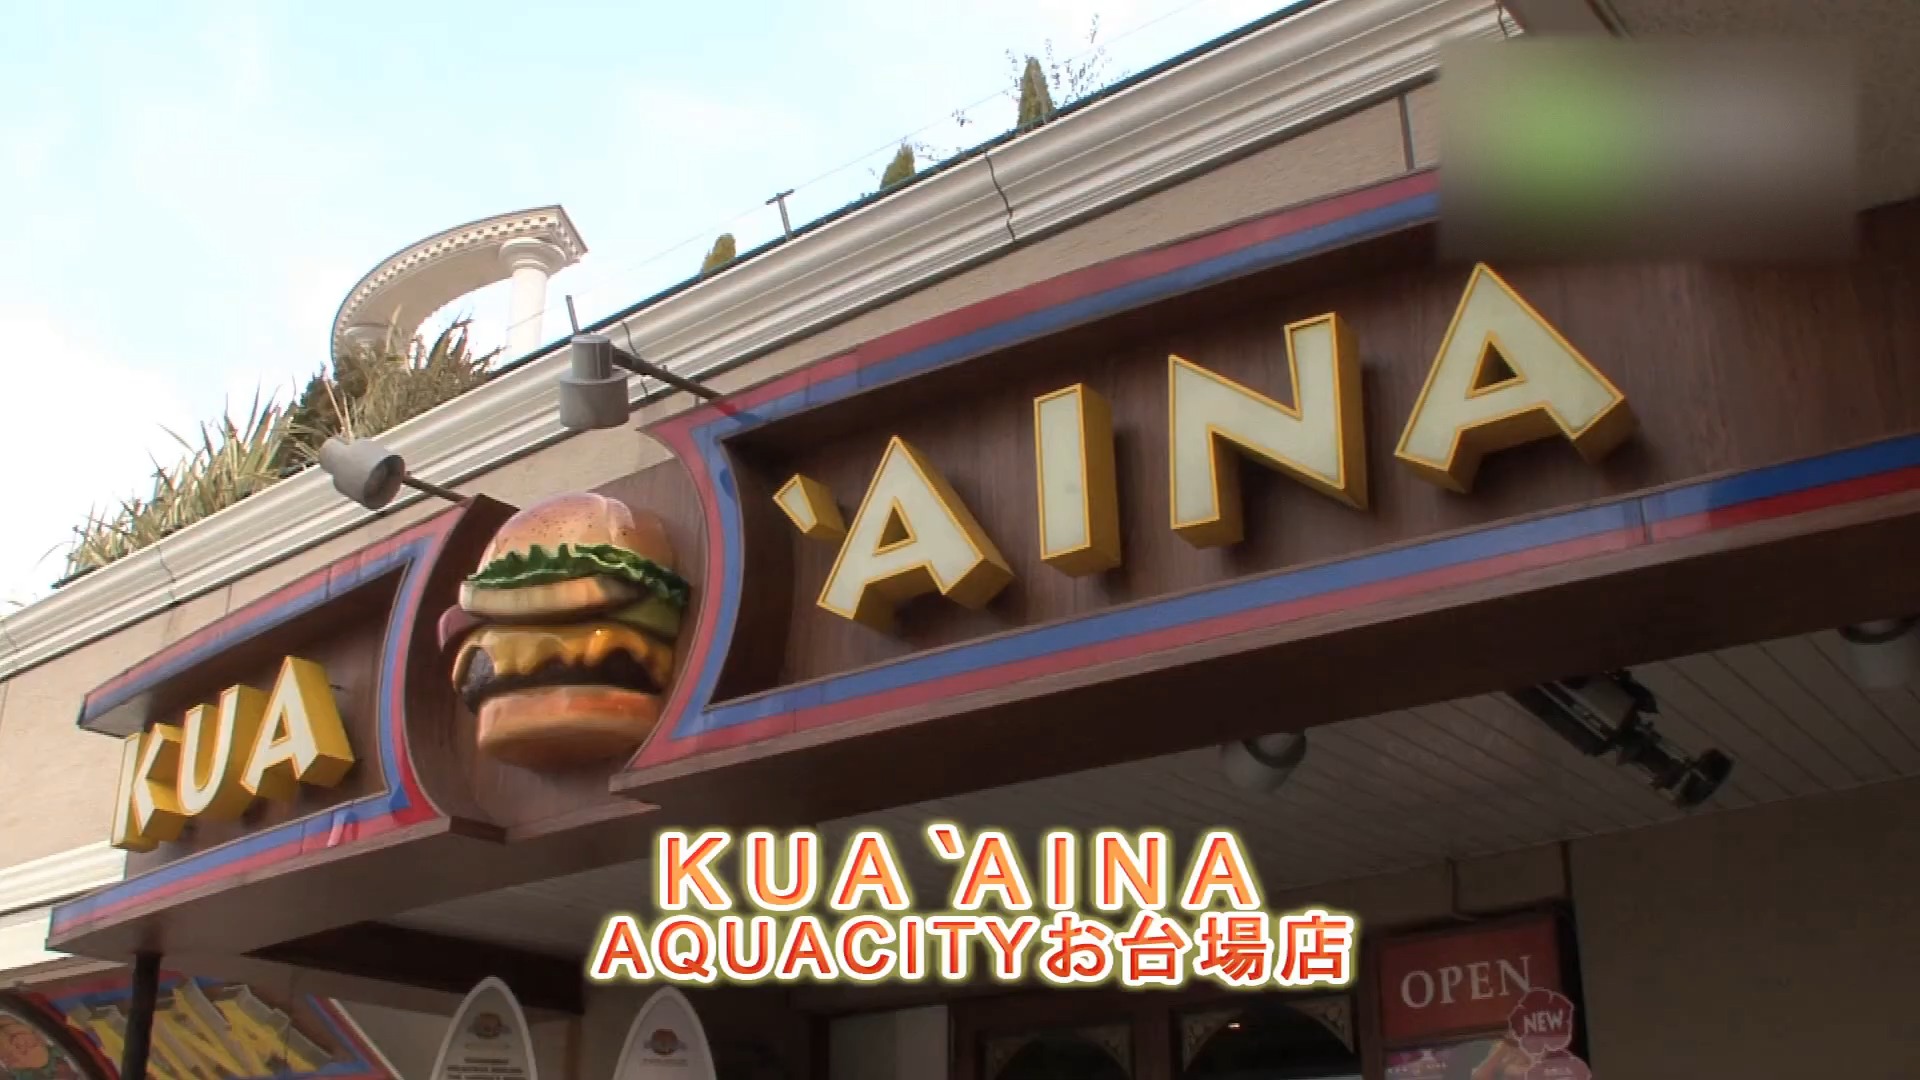 KUA `AINA
KUA `AINA
AQUACITYお台場店
OPEN
NEW